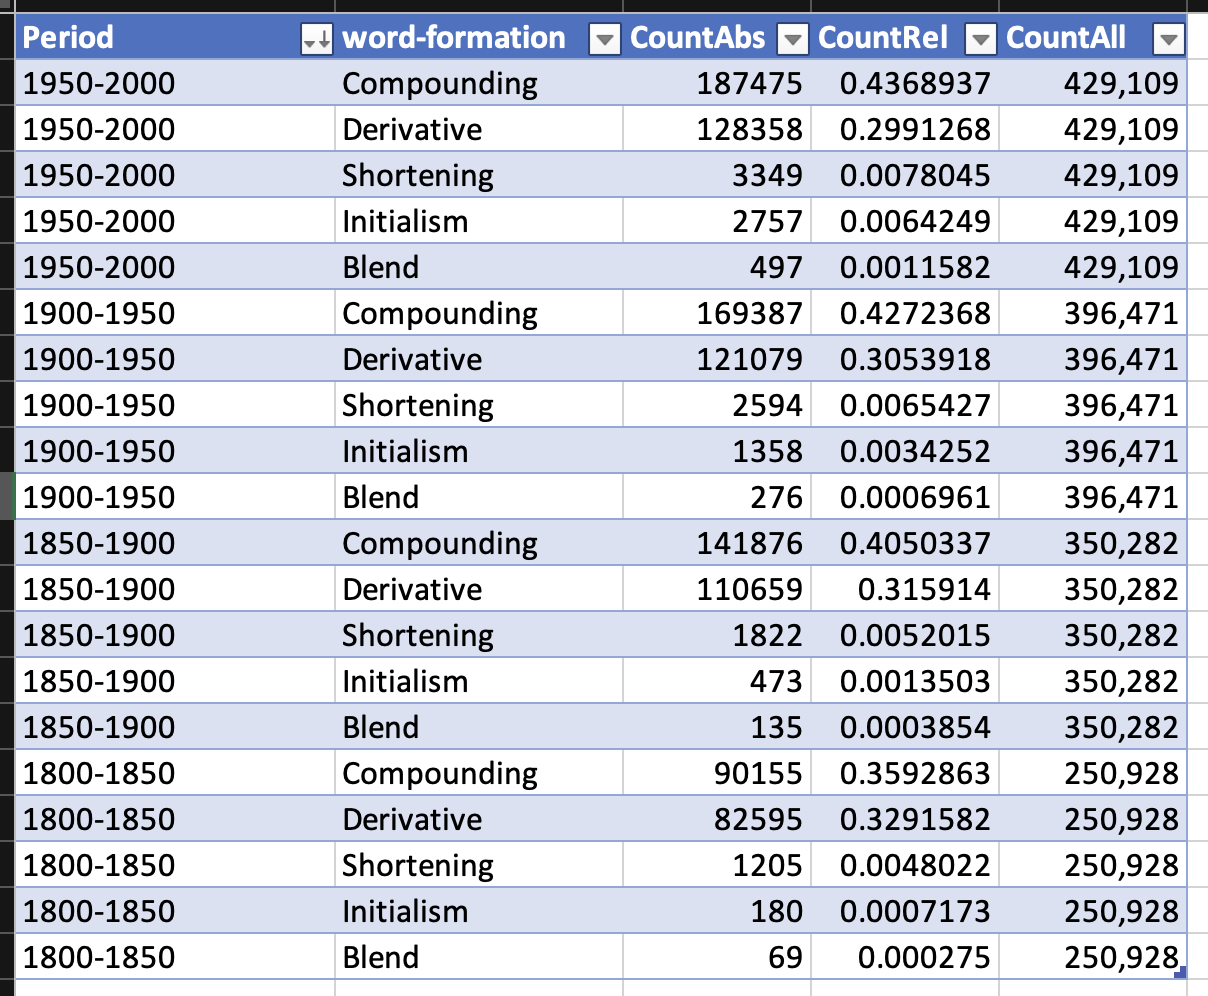 Period word-formation CountAbs CountRel CountAll
1950-2000 Compounding 187475 0.4368937 429,109
1950-2000 Derivative 128358 0.2991268 429,109
1950-2000 Shortening 3349 0.0078045 429,109
1950-2000 Initialism 2757 0.0064249 429,109
1950-2000 Blend 497 0.0011582 429,109
1900-1950 Compounding 169387 0.4272368 396,471
1900-1950 Derivative 121079 0.3053918 396,471
1900-1950 Shortening 2594 0.0065427 396,471
1900-1950 Initialism 1358 0.0034252 396,471
1900-1950 Blend 276 0.0006961 396,471
1850-1900 Compounding 141876 0.4050337 350,282
1850-1900 Derivative 110659 0.315914 350,282
1850-1900 Shortening 1822 0.0052015 350,282
1850-1900 Initialism 473 0.0013503 350,282
1850-1900 Blend 135 0.0003854 350,282
1800-1850 Compounding 90155 0.3592863 250,928
1800-1850 Derivative 82595 0.3291582 250,928
1800-1850 Shortening 1205 0.0048022 250,928
1800-1850 Initialism 180 0.0007173 250,928
1800-1850 Blend 69 0.000275 250,928